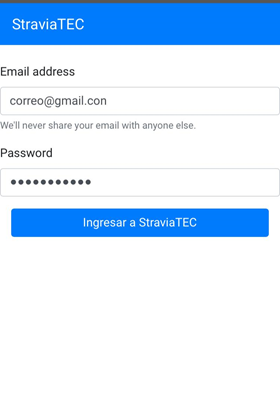 StraviaTEC
Email address
correo@gmail.con
We'll never share your email with anyone else.
Password
•••••••••••
Ingresar a StraviaTEC